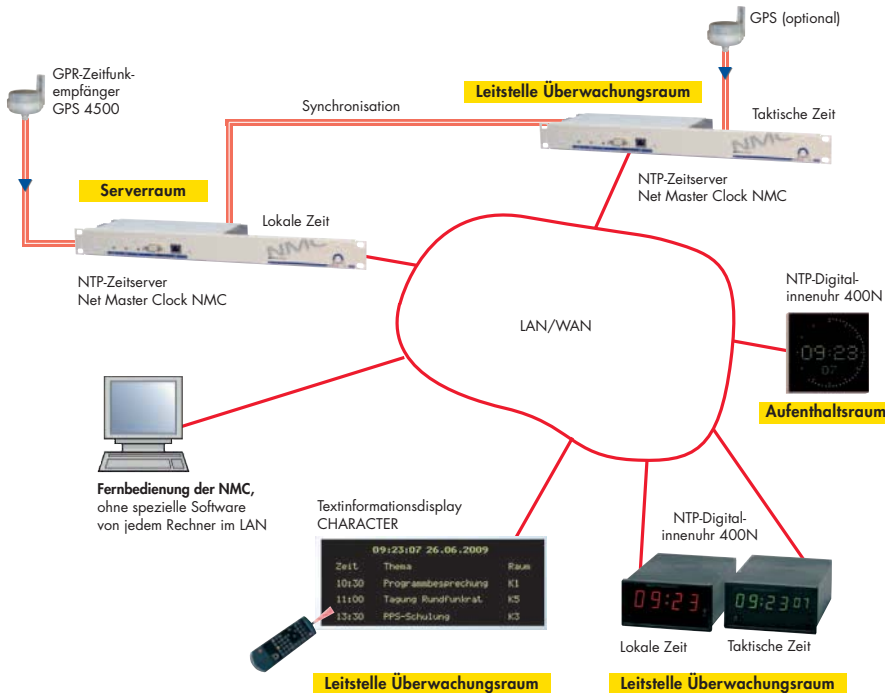 GPS (optional)
GPR-Zeitfunk-
empfänger
GPS 4500
Leitstelle Überwachungsraum
Synchronisation
Taktische Zeit
NMC
NTP-Zeitserver
Net Master Clock NMC
Serverraum
Lokale Zeit
NMC
NTP-Zeitserver
Net Master Clock NMC
LAN/WAN
NTP-Digital-
innenuhr 400N
09:23
07
Aufenthaltsraum
Fernbedienung der NMC,
ohne spezielle Software
von jedem Rechner im LAN
Textinformationsdisplay
CHARACTER
09:23:07 26.06.2009
Zeit Thema Raum
10:30 Programmbesprechung K1
11:00 Tagung Rundfunkrat K5
13:30 PPS-Schulung K3
Leitstelle Überwachungsraum
NTP-Digital-
innenuhr 400N
09:23
09:23 07
Lokale Zeit
Taktische Zeit
Leitstelle Überwachungsraum